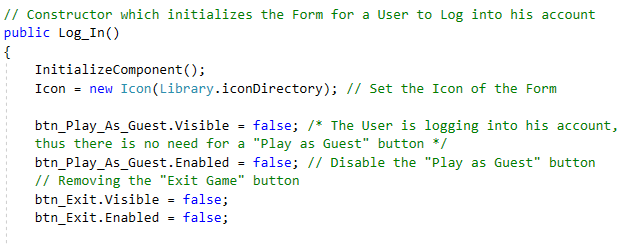 // Constructor which initializes the Form for a User to Log into his account
public Log_In()
{
    InitializeComponent();
    Icon = new Icon(Library.iconDirectory); // Set the Icon of the Form

    btn_Play_As_Guest.Visible = false; /* The User is logging into his account,
    thus there is no need for a "Play as Guest" button */
    btn_Play_As_Guest.Enabled = false; // Disable the "Play as Guest" button
    // Removing the "Exit Game" button
    btn_Exit.Visible = false;
    btn_Exit.Enabled = false;